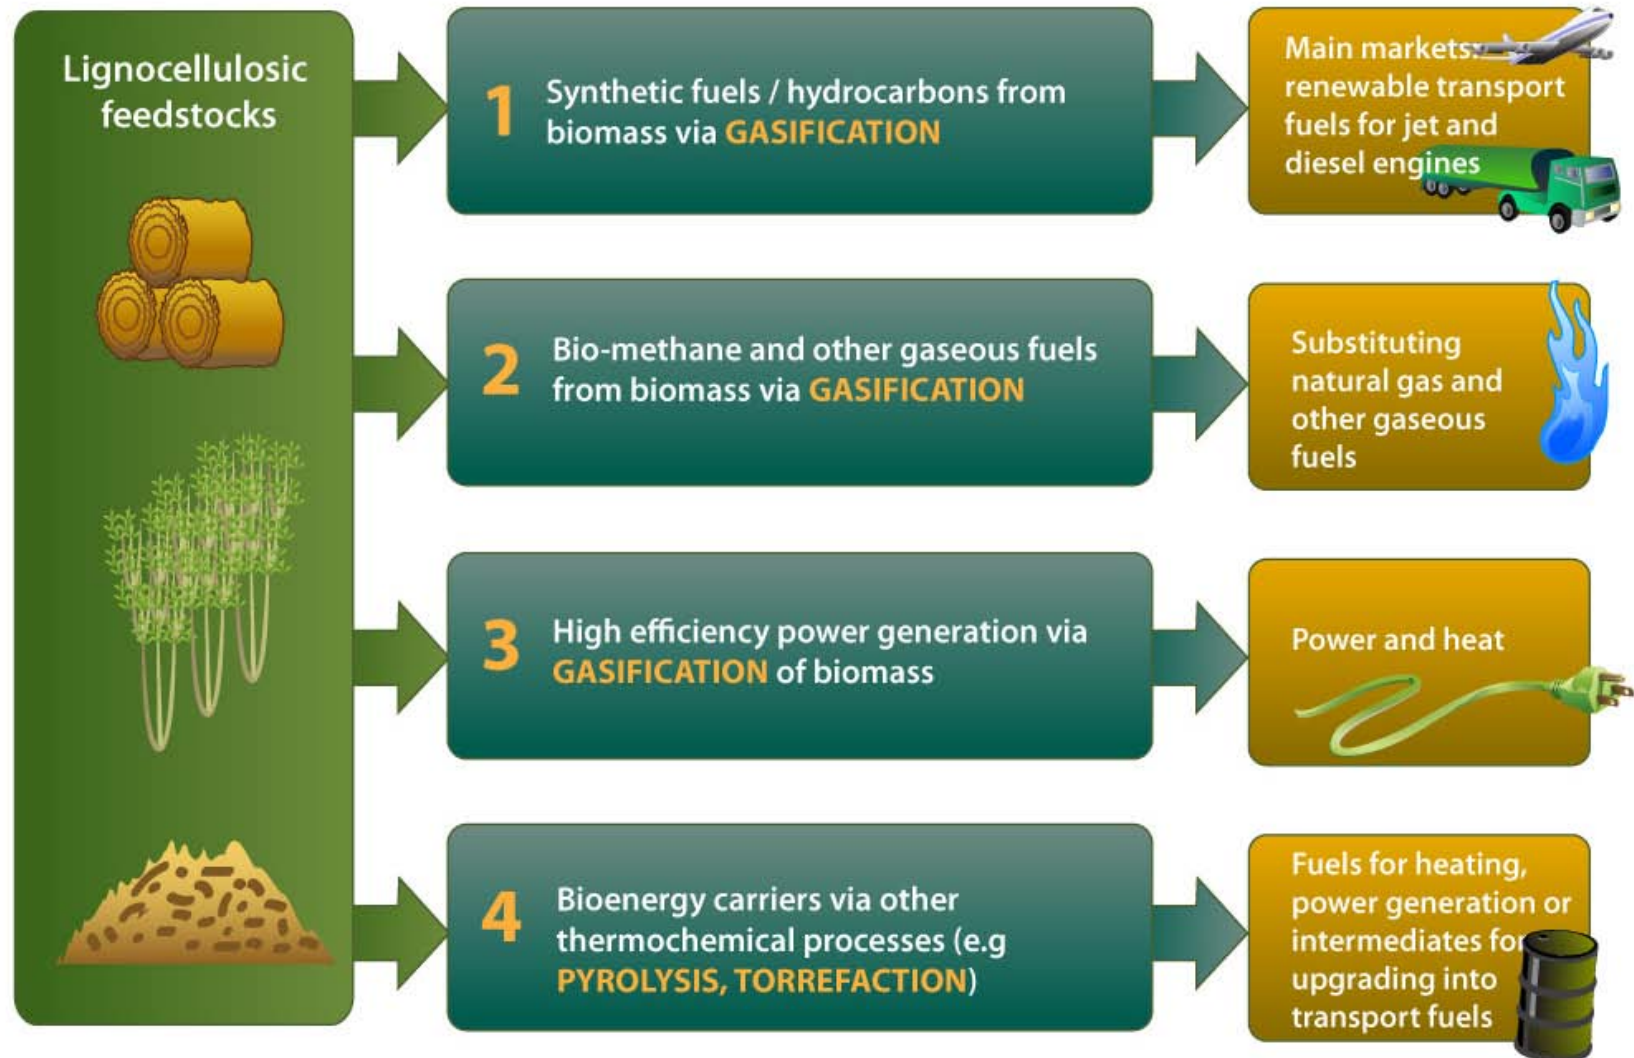 Lignocellulosic
feedstocks
1
Synthetic fuels / hydrocarbons from
biomass via GASIFICATION
Main markets:
renewable transport
fuels for jet and
diesel engines
2
Bio-methane and other gaseous fuels
from biomass via GASIFICATION
Substituting
natural gas and
other gaseous
fuels
3
High efficiency power generation via
GASIFICATION of biomass
Power and heat
4
Bioenergy carriers via other
thermochemical processes (e.g
PYROLYSIS, TORREFACTION)
Fuels for heating,
power generation or
intermediates for
upgrading into
transport fuels